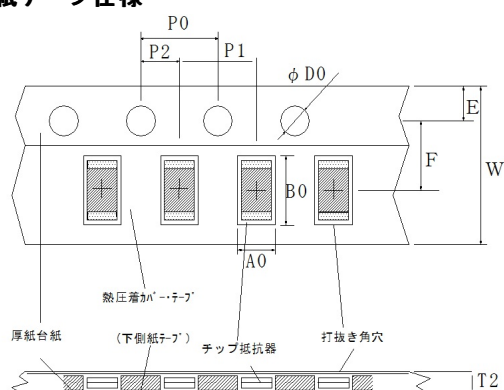 紙テープ仕様
P0
P2
P1
φD0
E
F
W
B0
A0
熱圧着ｶﾊﾞｰ・ﾃｰﾌﾟ
厚紙台紙
(下側紙ﾃｰﾌﾟ)
チップ抵抗器
打抜き角穴
T2